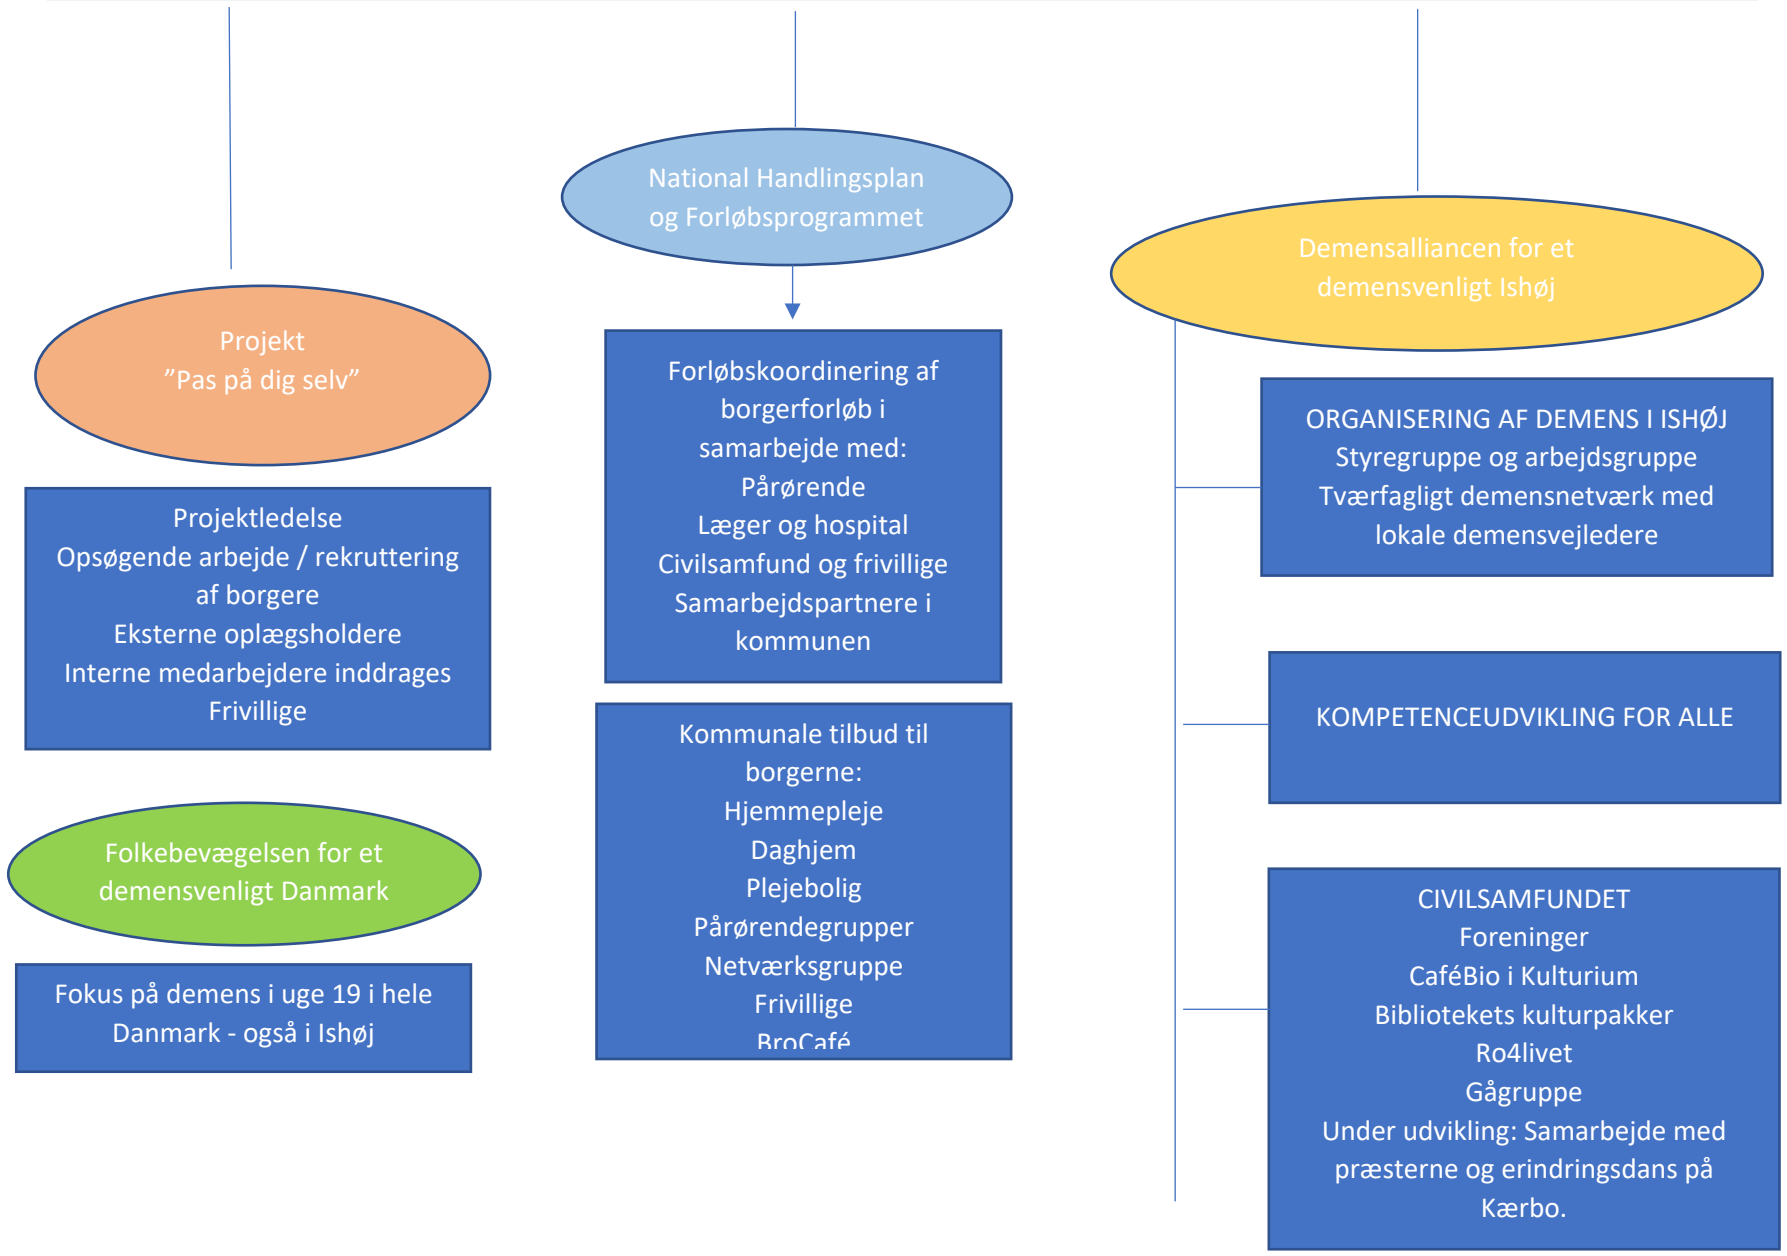 Projekt
”Pas på dig selv”
Projektledelse
Opsøgende arbejde / rekruttering
af borgere
Eksterne oplægsholdere
Interne medarbejdere inddrages
Frivillige
Folkebevægelsen for et
demensvenligt Danmark
Fokus på demens i uge 19 i hele
Danmark - også i Ishøj
National Handlingsplan
og Forløbsprogrammet
Forløbskoordinering af
borgerforløb i
samarbejde med:
Pårørende
Læger og hospital
Civilsamfund og frivillige
Samarbejdspartnere i
kommunen
Kommunale tilbud til
borgerne:
Hjemmepleje
Daghjem
Plejebolig
Pårørendegrupper
Netværksgruppe
Frivillige
BroCafé
Demensalliancen for et
demensvenligt Ishøj
ORGANISERING AF DEMENS I ISHØJ
Styregruppe og arbejdsgruppe
Tværfagligt demensnetværk med
lokale demensvejledere
KOMPETENCEUDVIKLING FOR ALLE
CIVILSAMFUNDET
Foreninger
CaféBio i Kulturium
Bibliotekets kulturpakker
Ro4livet
Gågruppe
Under udvikling: Samarbejde med
præsterne og erindringsdans på
Kærbo.